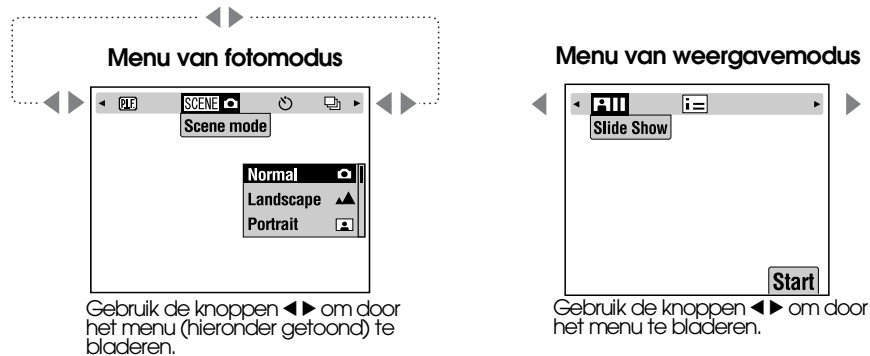 Menu van fotomodus
P.I.F.
SCENE
Scene mode
Normal
Landscape
Portrait
Gebruik de knoppen ◀ ▶ om door
het menu (hieronder getoond) te
bladeren.
Menu van weergavemodus
Slide Show
Start
Gebruik de knoppen ◀ ▶ om door
het menu te bladeren.